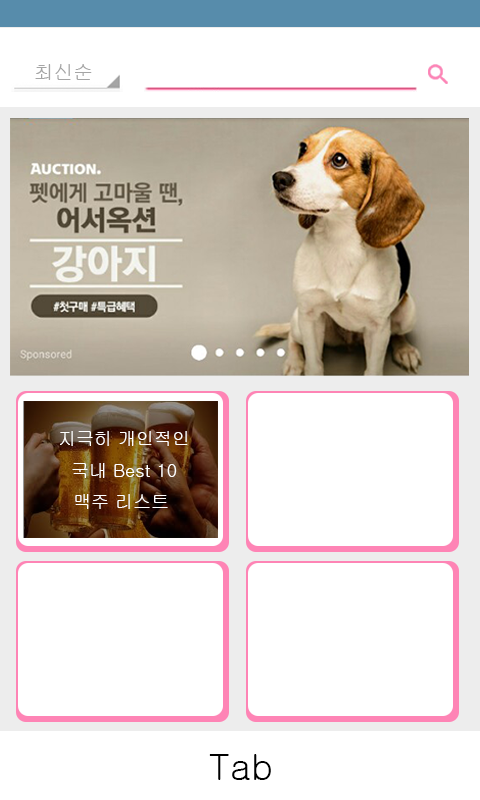 최신순
AUCTION.
펫에게 고마울 땐,
어서옥션
강아지
#첫구매 #특급혜택
Sponsored
지극히 개인적인
국내 Best 10
맥주 리스트
Tab